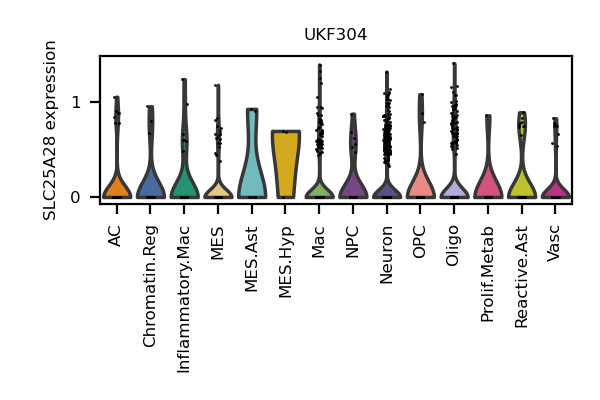 UKF304
SLC25A28 expression
1
0
AC
Chromatin.Reg
Inflammatory.Mac
MES
MES.Ast
MES.Hyp
Mac
NPC
Neuron
OPC
Oligo
Prolif.Metab
Reactive.Ast
Vasc